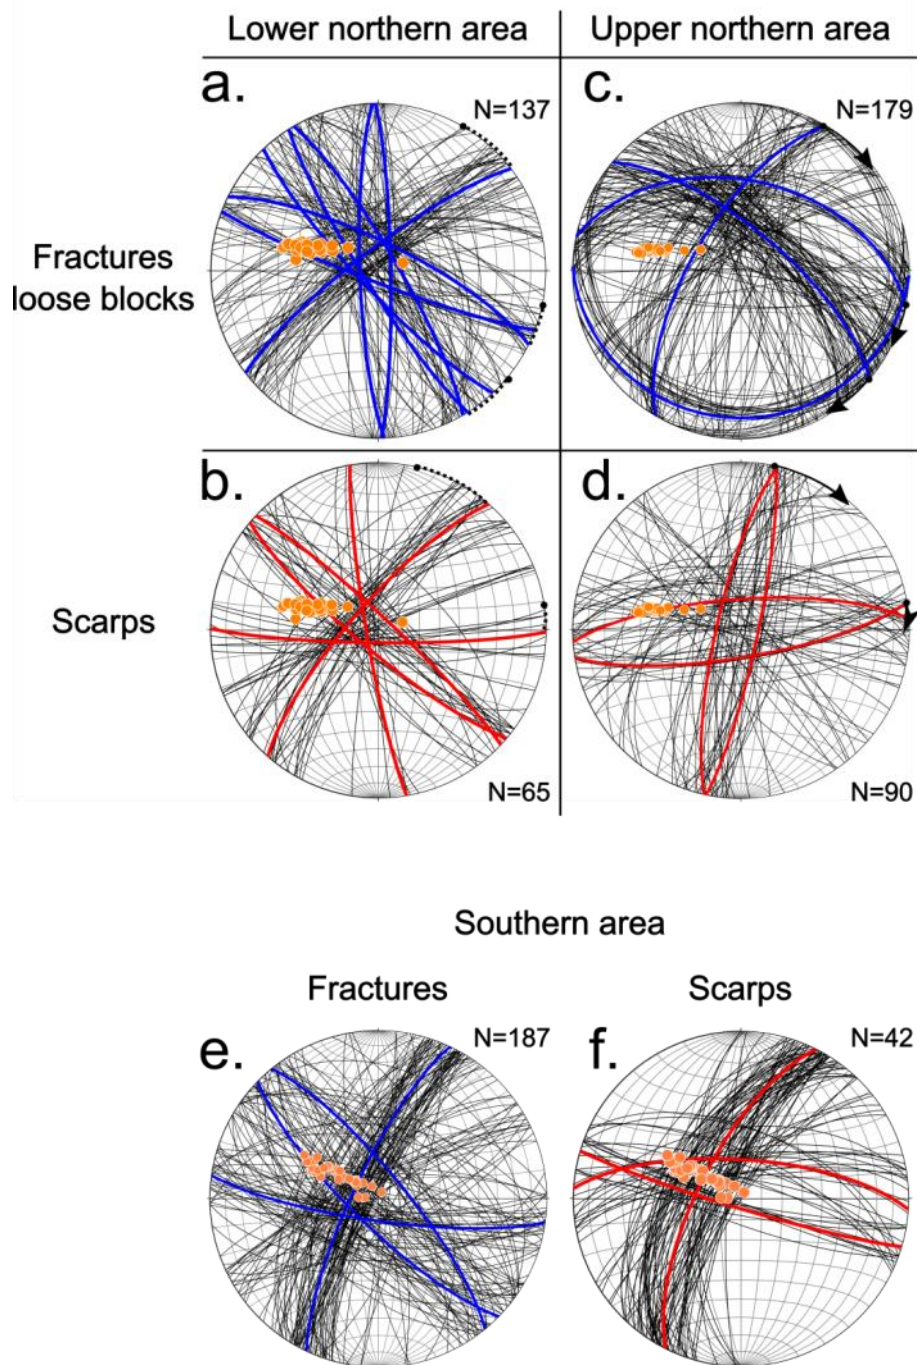 Lower northern area
Upper northern area
a.
N=137
c.
N=179
Fractures
loose blocks
b.
d.
Scarps
N=65
N=90
Southern area
Fractures
Scarps
e.
N=187
f.
N=42